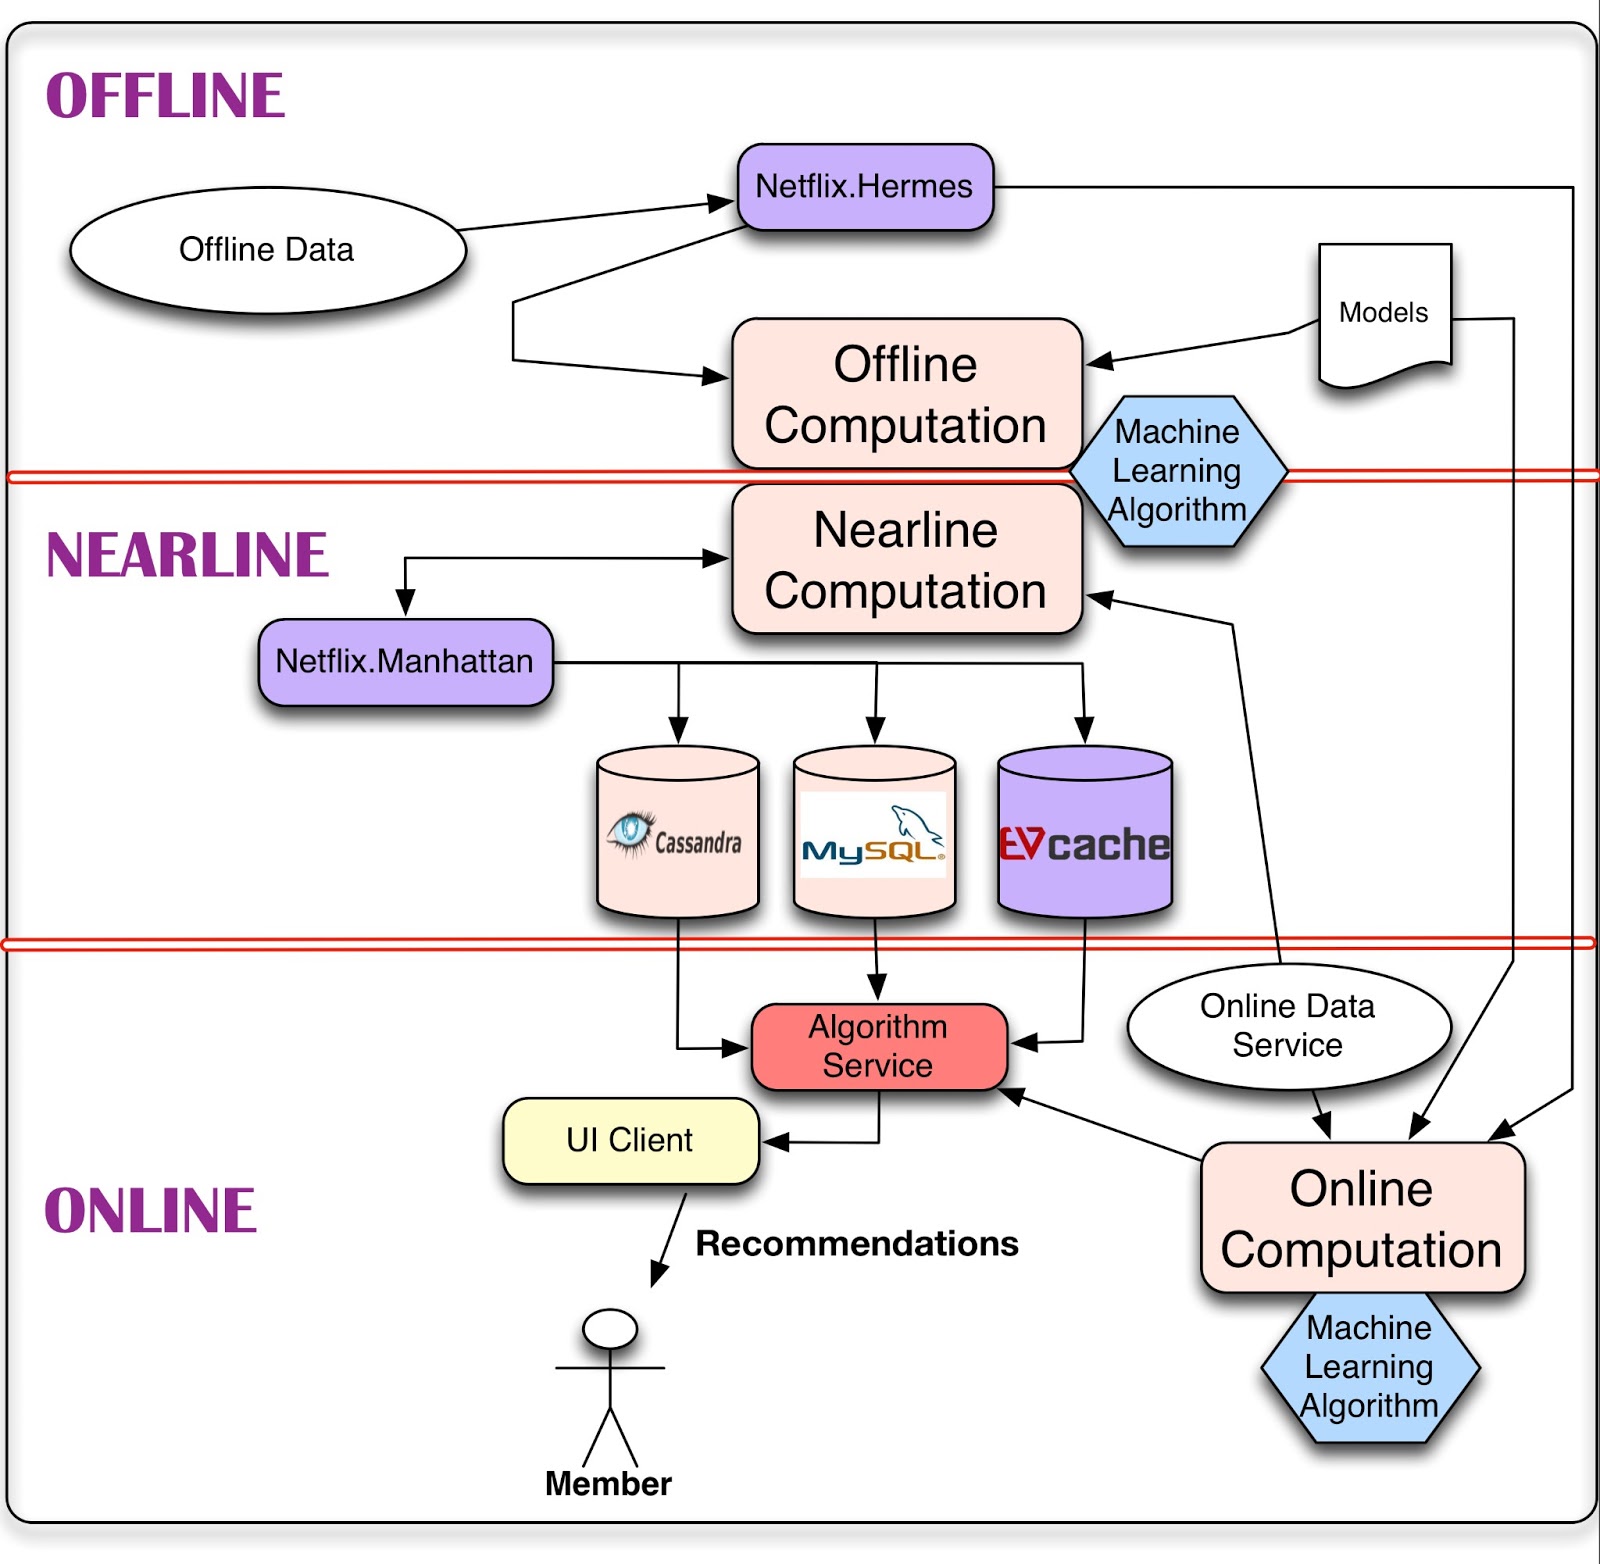 OFFLINE
Netflix.Hermes
Offline Data
Models
Offline
Computation
Machine
Learning
Algorithm
NEARLINE
Nearline
Computation
Netflix.Manhattan
Cassandra
MySQL®
EVcache
Online Data
Service
Algorithm
Service
UI Client
ONLINE
Online
Computation
Recommendations
Machine
Learning
Algorithm
Member